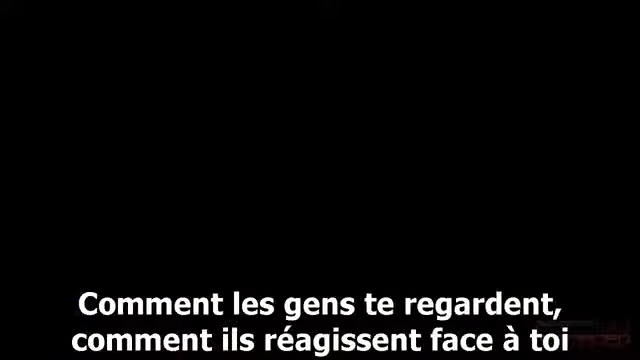 Comment les gens te regardent,
comment ils réagissent face à toi